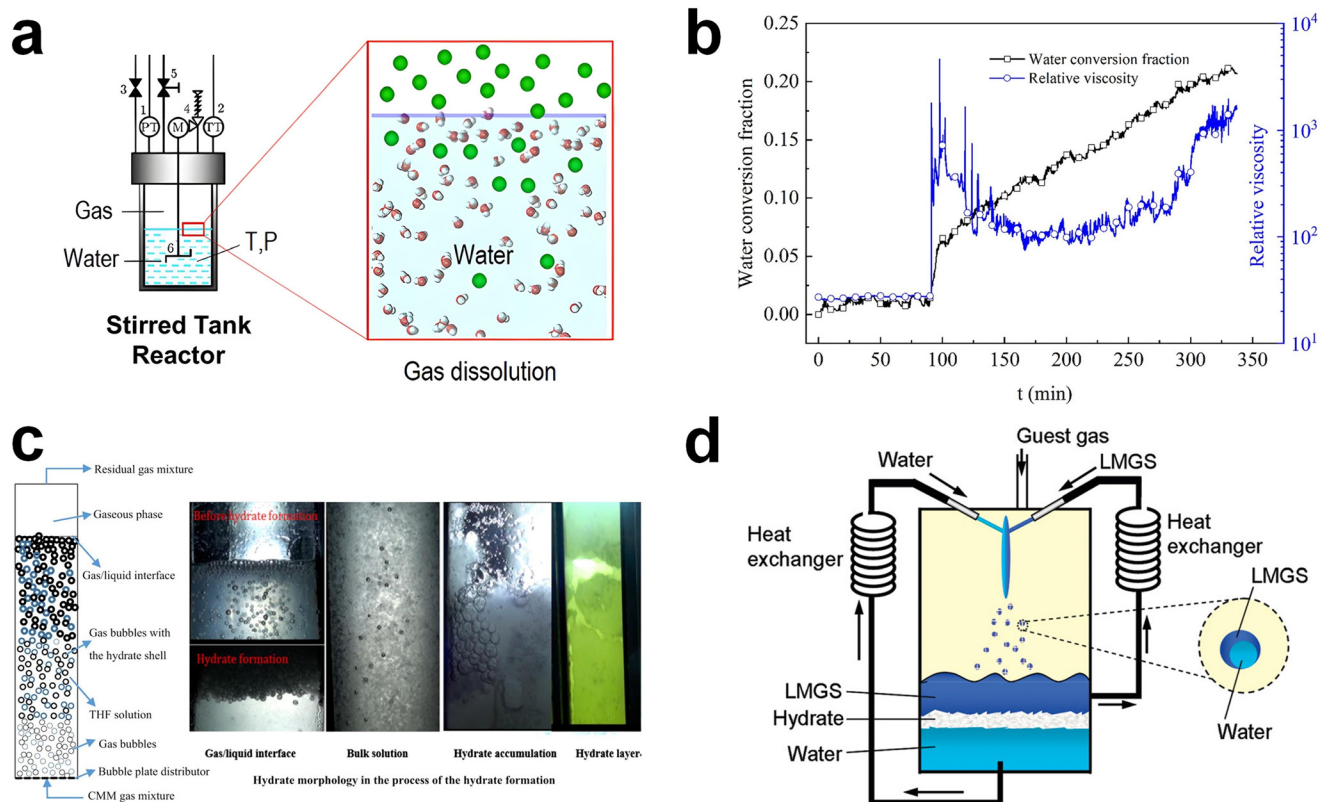 a
3
1
5
4
2
PT
M
TT
Gas
Water
6
T,P
Stirred Tank
Reactor
Water
Gas dissolution
b
Water conversion fraction
Relative viscosity
0.25
0.20
0.15
0.10
0.05
0.00
Water conversion fraction
10⁴
10³
10²
10¹
Relative viscosity
0 50 100 150 200 250 300 350
t (min)
c
Residual gas mixture
Gaseous phase
Gas/liquid interface
Gas bubbles with
the hydrate shell
THF solution
Gas bubbles
Bubble plate distributor
CMM gas mixture
Before hydrate formation
Hydrate formation
Gas/liquid interface Bulk solution Hydrate accumulation Hydrate layer-
Hydrate morphology in the process of the hydrate formation
d
Guest gas
Water
LMGS
Heat
exchanger
Heat
exchanger
LMGS
Water
LMGS
Hydrate
Water